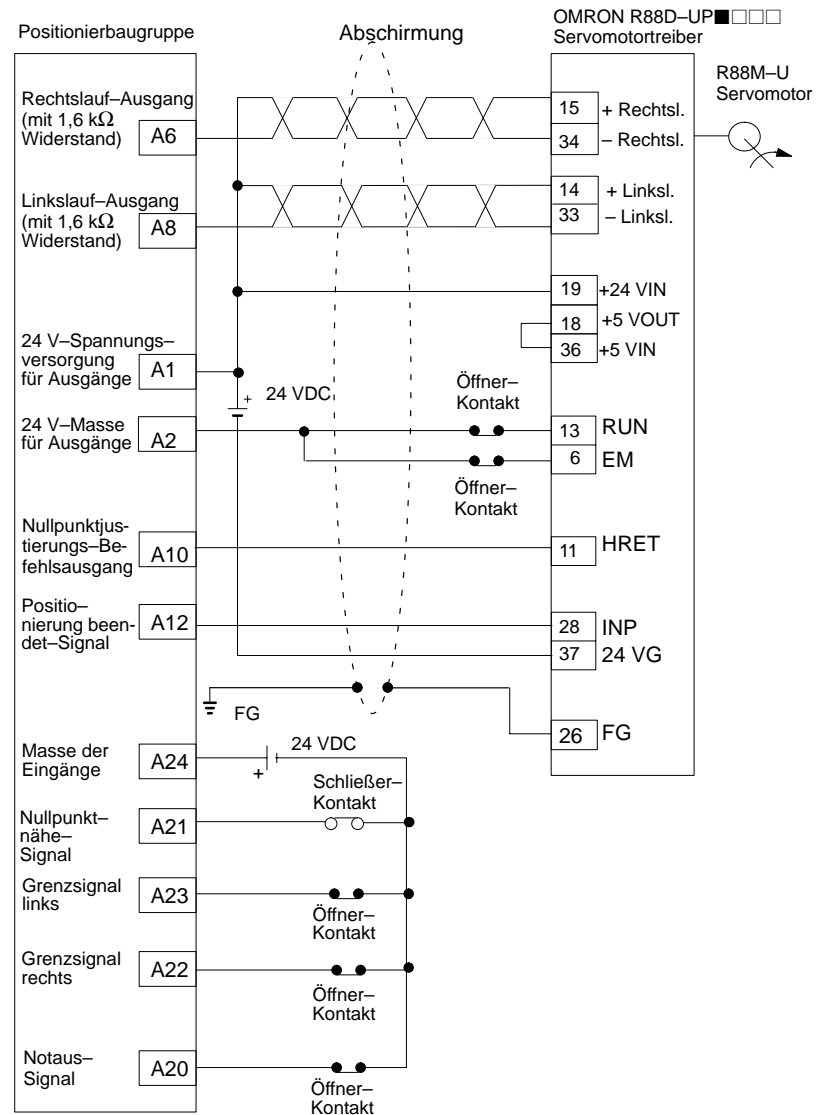 Positionierbaugruppe
Abschirmung
OMRON R88D–UP■□□□
Servomotortreiber
R88M–U
Servomotor
Rechtslauf–Ausgang
(mit 1,6 kΩ
Widerstand)
A6
15
+ Rechtsl.
34
– Rechtsl.
Linkslauf–Ausgang
(mit 1,6 kΩ
Widerstand)
A8
14
+ Linksl.
33
– Linksl.
19
+24 VIN
18
+5 VOUT
36
+5 VIN
24 V–Spannungs–
versorgung
für Ausgänge
A1
+
24 VDC
Öffner–
Kontakt
24 V–Masse
für Ausgänge
A2
13
RUN
6
EM
Öffner–
Kontakt
Nullpunktjus-
tierungs–Be-
fehlsausgang
A10
11
HRET
Positio–
nierung been-
det–Signal
A12
28
INP
37
24 VG
FG
26
FG
Masse der
Eingänge
A24
+
24 VDC
Schließer–
Kontakt
Nullpunkt–
nähe–
Signal
A21
Grenzsignal
links
A23
Öffner–
Kontakt
Grenzsignal
rechts
A22
Öffner–
Kontakt
Notaus–
Signal
A20
Öffner–
Kontakt